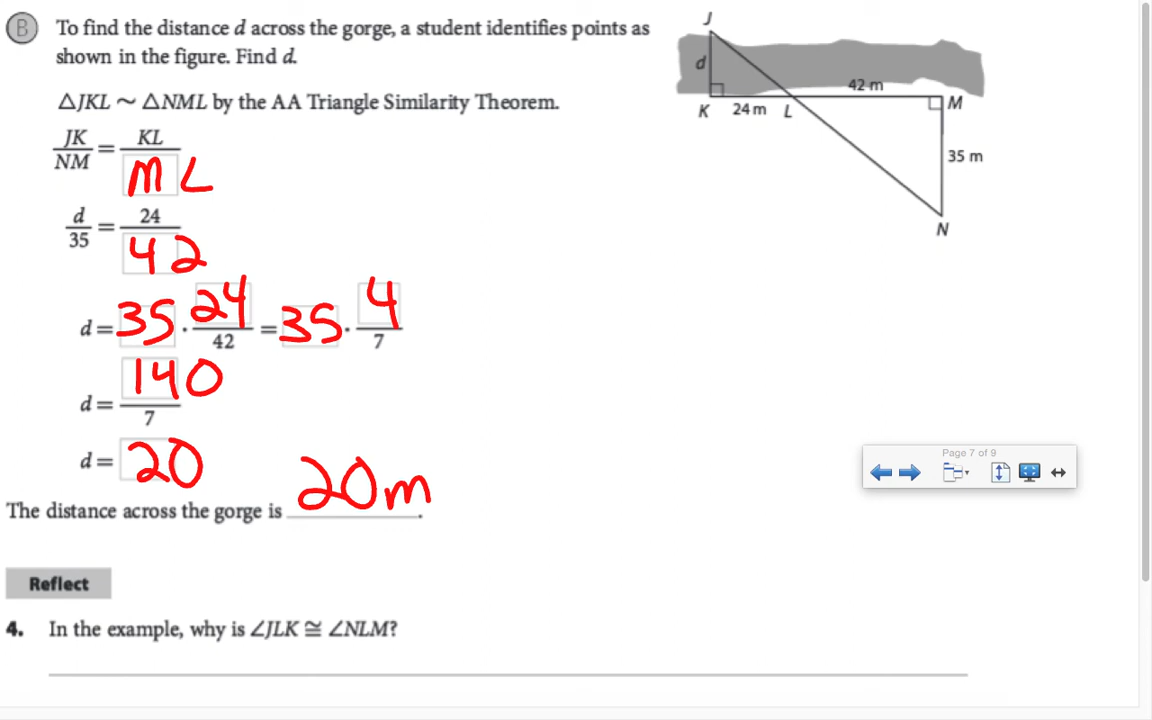 B To find the distance d across the gorge, a student identifies points as
shown in the figure. Find d.
△JKL ~ △NML by the AA Triangle Similarity Theorem.
JK/NM = KL/ML
d/35 = 24/42
d = 35 · 24/42 = 35 · 4/7
d = 140/7
d = 20
The distance across the gorge is 20m.
J
d
42 m
K 24 m L
M
35 m
N
Page 7 of 9
Reflect
4. In the example, why is ∠JLK ≅ ∠NLM?